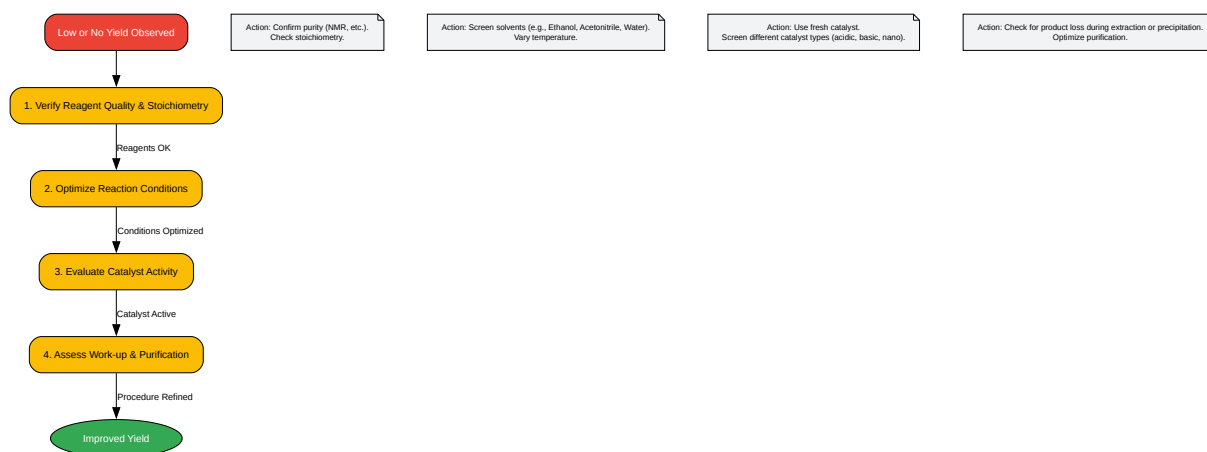 Low or No Yield Observed
Action: Confirm purity (NMR, etc.).
Check stoichiometry.
Action: Screen solvents (e.g., Ethanol, Acetonitrile, Water).
Vary temperature.
Action: Use fresh catalyst.
Screen different catalyst types (acidic, basic, nano).
Action: Check for product loss during extraction or precipitation.
Optimize purification.
1. Verify Reagent Quality & Stoichiometry
Reagents OK
2. Optimize Reaction Conditions
Conditions Optimized
3. Evaluate Catalyst Activity
Catalyst Active
4. Assess Work-up & Purification
Procedure Refined
Improved Yield